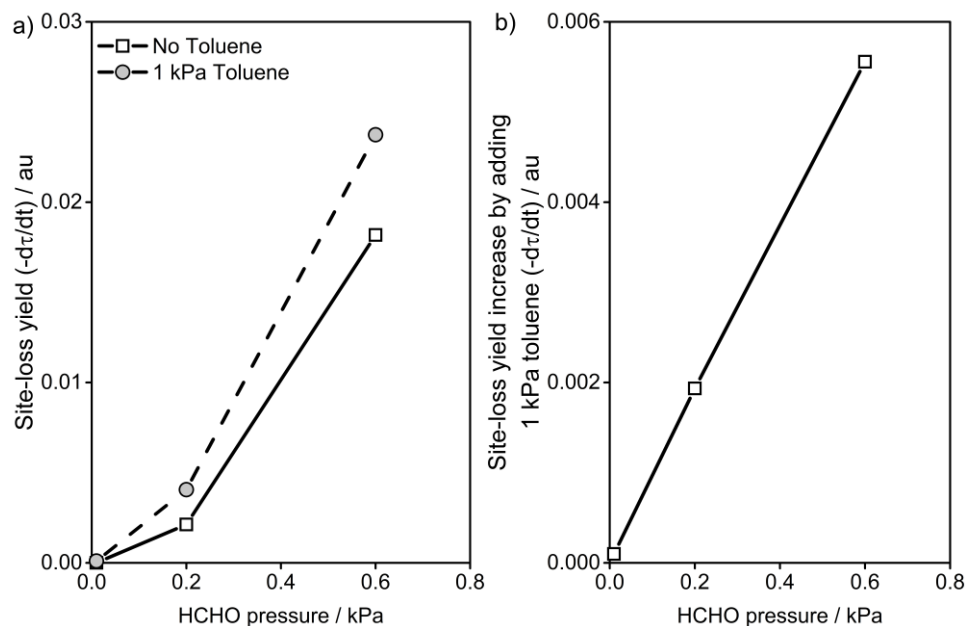 a)
No Toluene
1 kPa Toluene
Site-loss yield (-dτ/dt) / au
0.03
0.02
0.01
0.00
0.0
0.2
0.4
0.6
0.8
HCHO pressure / kPa
b)
Site-loss yield increase by adding
1 kPa toluene (-dτ/dt) / au
0.006
0.004
0.002
0.000
0.0
0.2
0.4
0.6
0.8
HCHO pressure / kPa